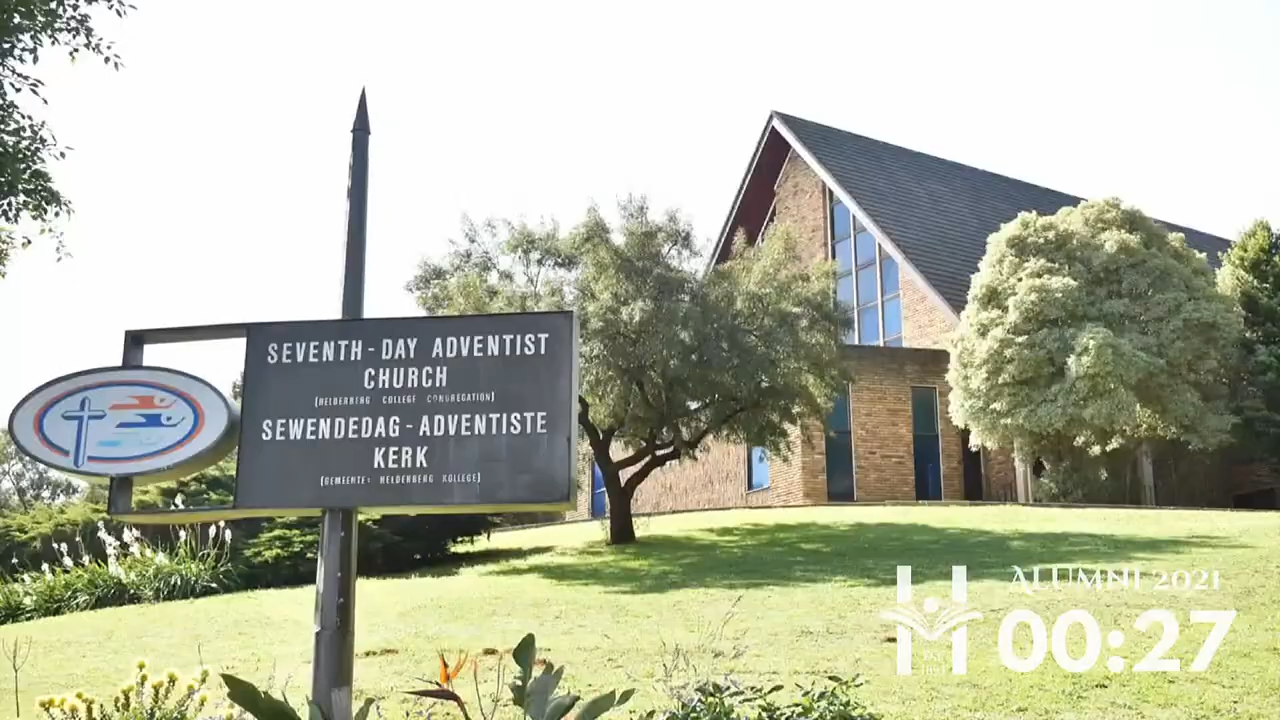 SEVENTH-DAY ADVENTIST
CHURCH
(HELDERBERG COLLEGE CONGREGATION)
SEWENDEDAG-ADVENTISTE
KERK
(GEMEENTE: HELDERBERG KOLLEGE)
ALUMNI 2021
00:27